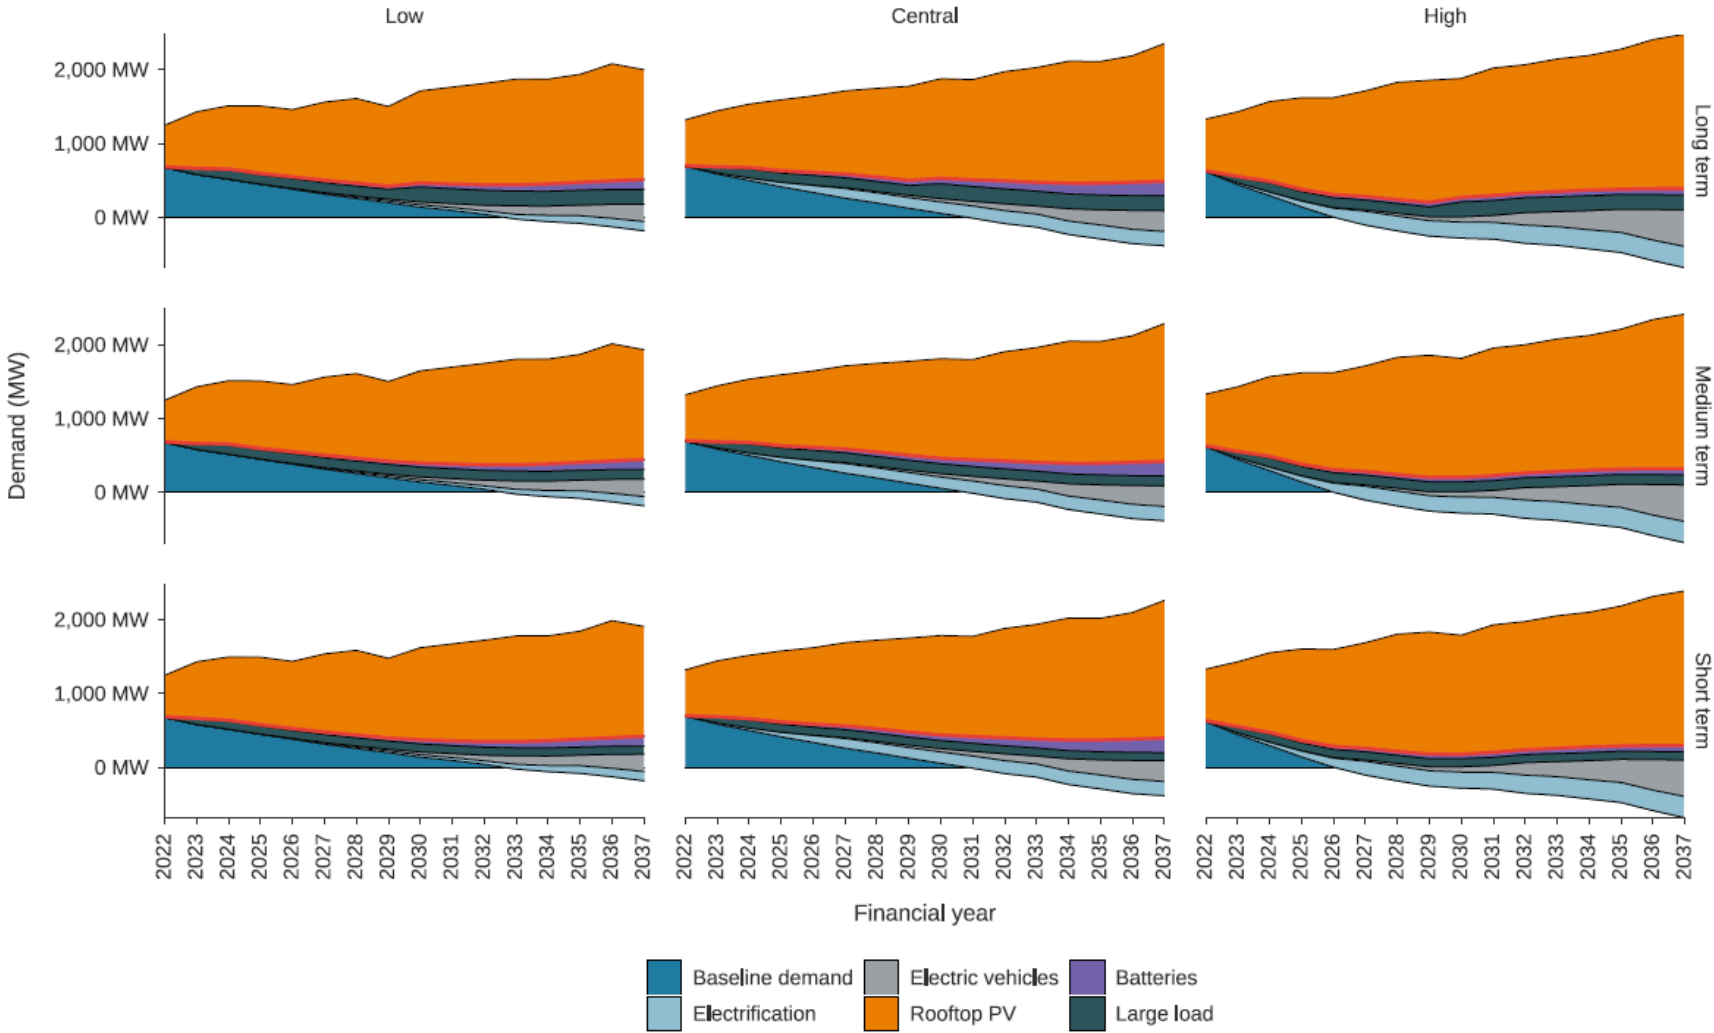 Low Central High
2,000 MW
1,000 MW
0 MW
Long term
2,000 MW
1,000 MW
0 MW
Medium term
Demand (MW)
2,000 MW
1,000 MW
0 MW
Short term
2022 2023 2024 2025 2026 2027 2028 2029 2030 2031 2032 2033 2034 2035 2036 2037 2022 2023 2024 2025 2026 2027 2028 2029 2030 2031 2032 2033 2034 2035 2036 2037 2022 2023 2024 2025 2026 2027 2028 2029 2030 2031 2032 2033 2034 2035 2036 2037
Financial year
Baseline demand Electric vehicles Batteries
Electrification Rooftop PV Large load